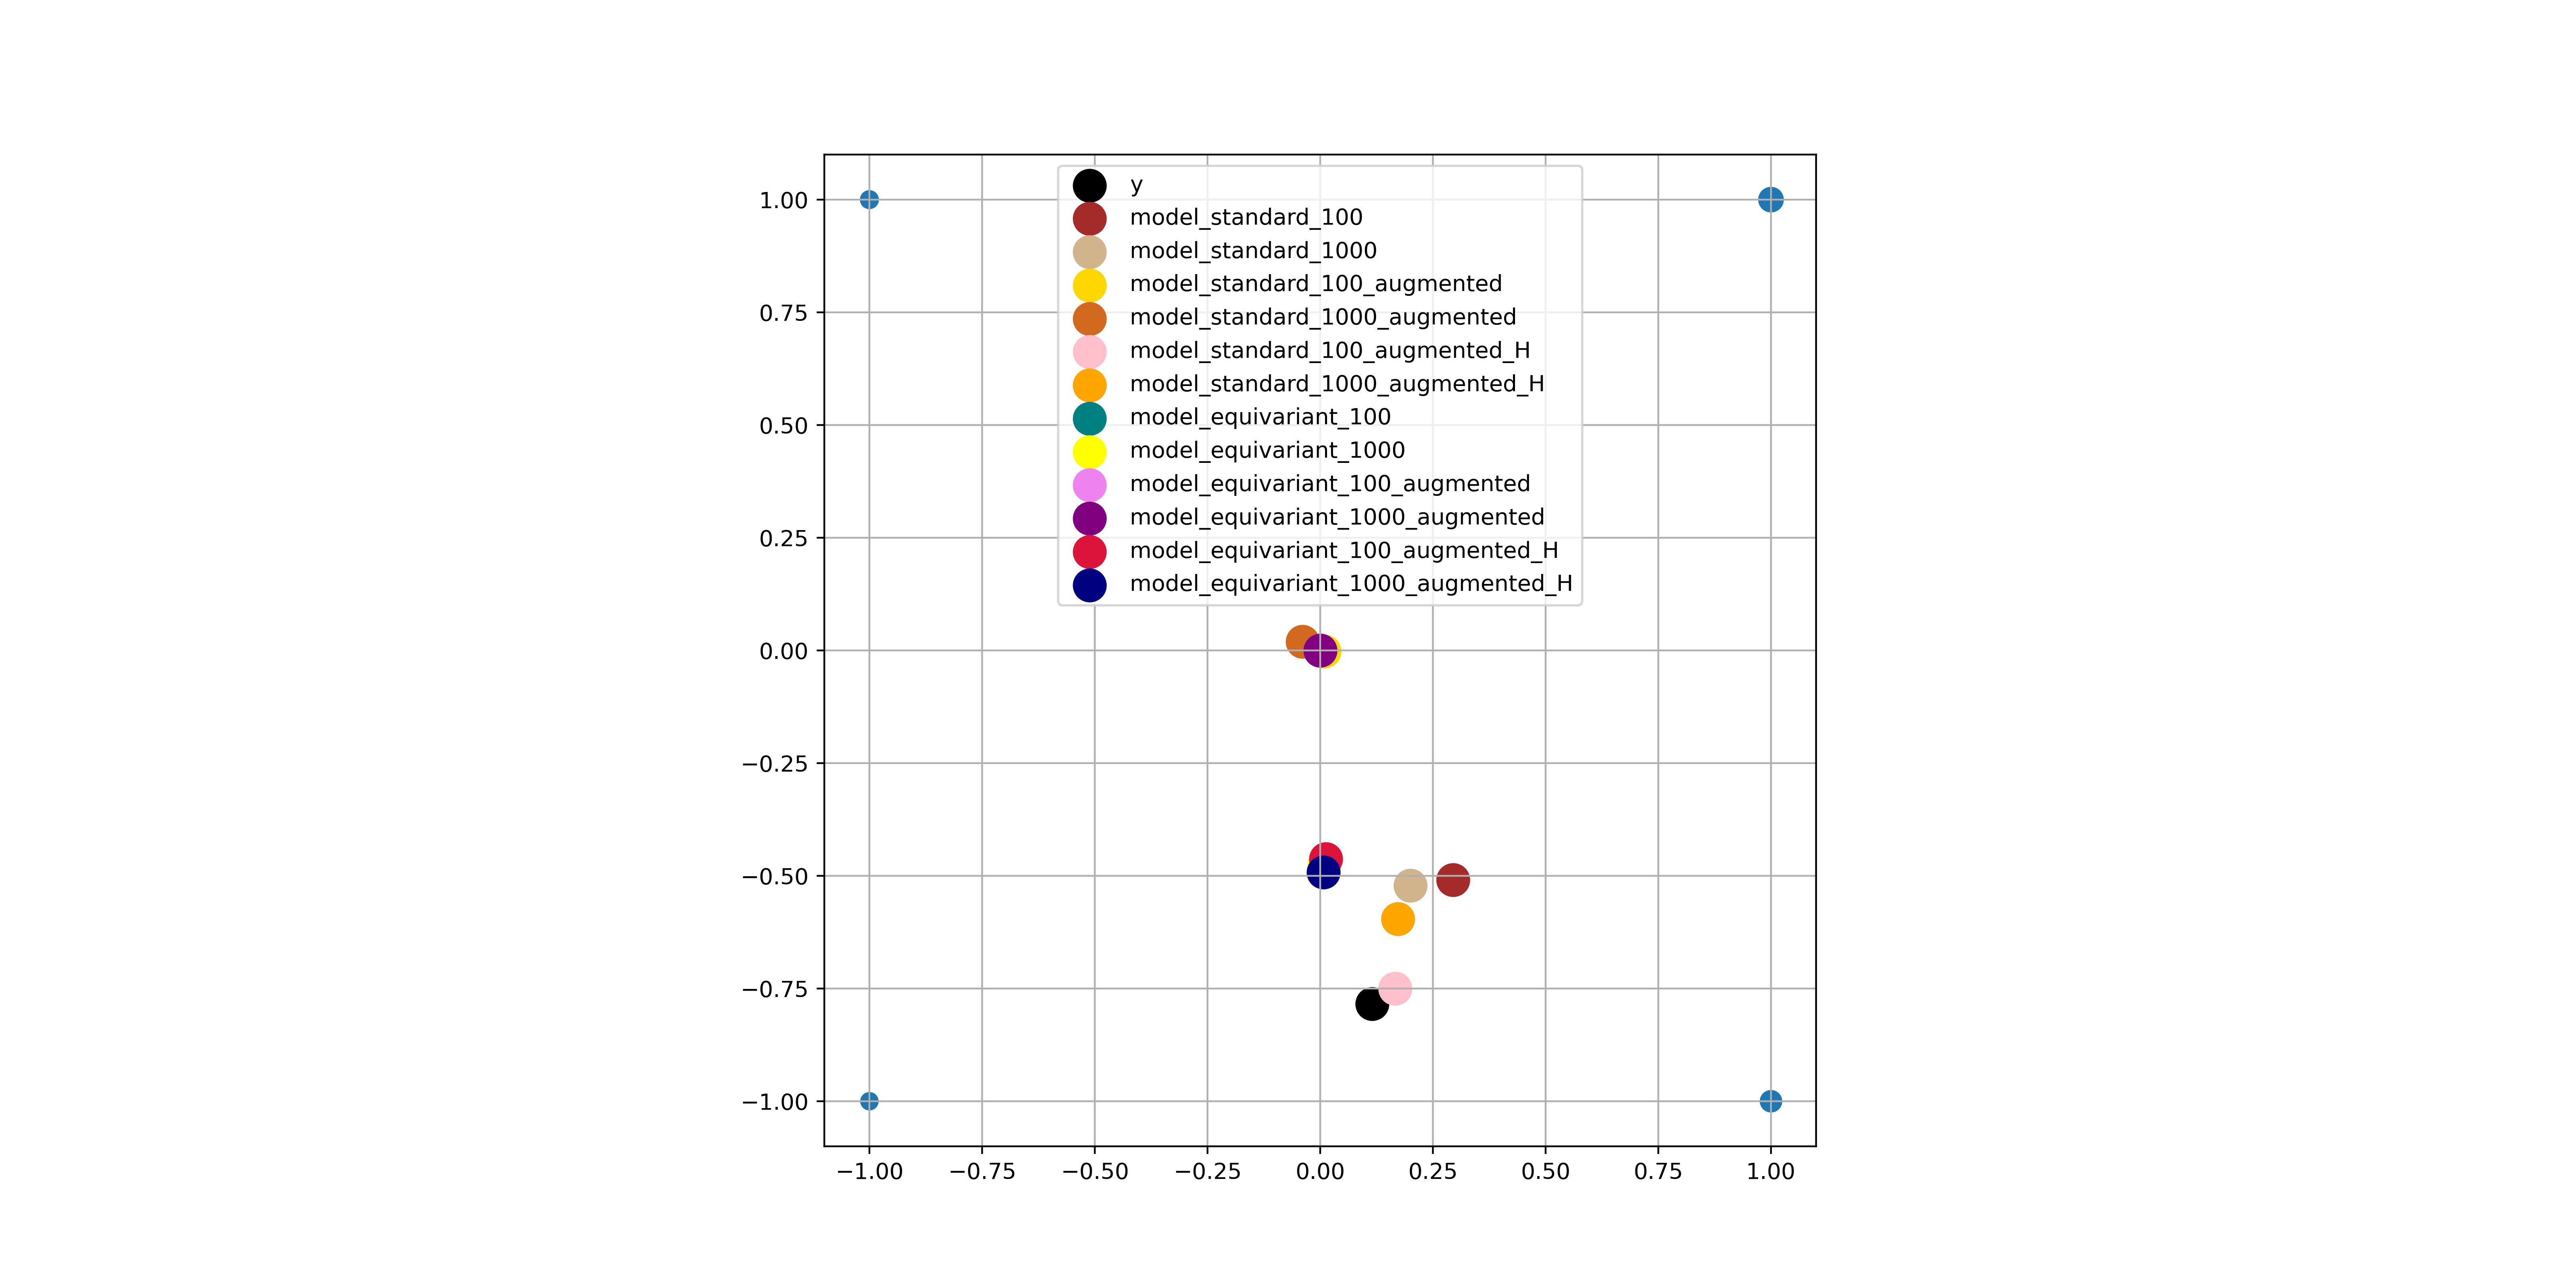 y
model_standard_100
model_standard_1000
model_standard_100_augmented
model_standard_1000_augmented
model_standard_100_augmented_H
model_standard_1000_augmented_H
model_equivariant_100
model_equivariant_1000
model_equivariant_100_augmented
model_equivariant_1000_augmented
model_equivariant_100_augmented_H
model_equivariant_1000_augmented_H
1.00
0.75
0.50
0.25
0.00
−0.25
−0.50
−0.75
−1.00
−1.00 −0.75 −0.50 −0.25 0.00 0.25 0.50 0.75 1.00